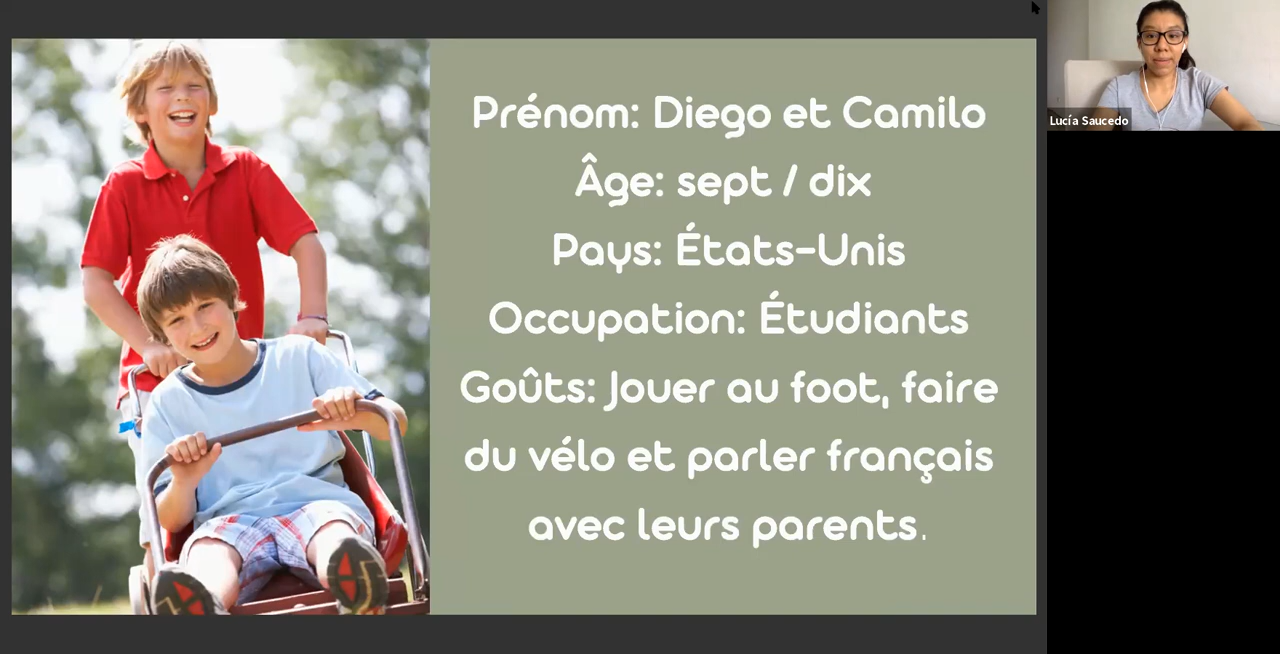 Prénom: Diego et Camilo
Âge: sept / dix
Pays: États-Unis
Occupation: Étudiants
Goûts: Jouer au foot, faire
du vélo et parler français
avec leurs parents.
Lucía Saucedo